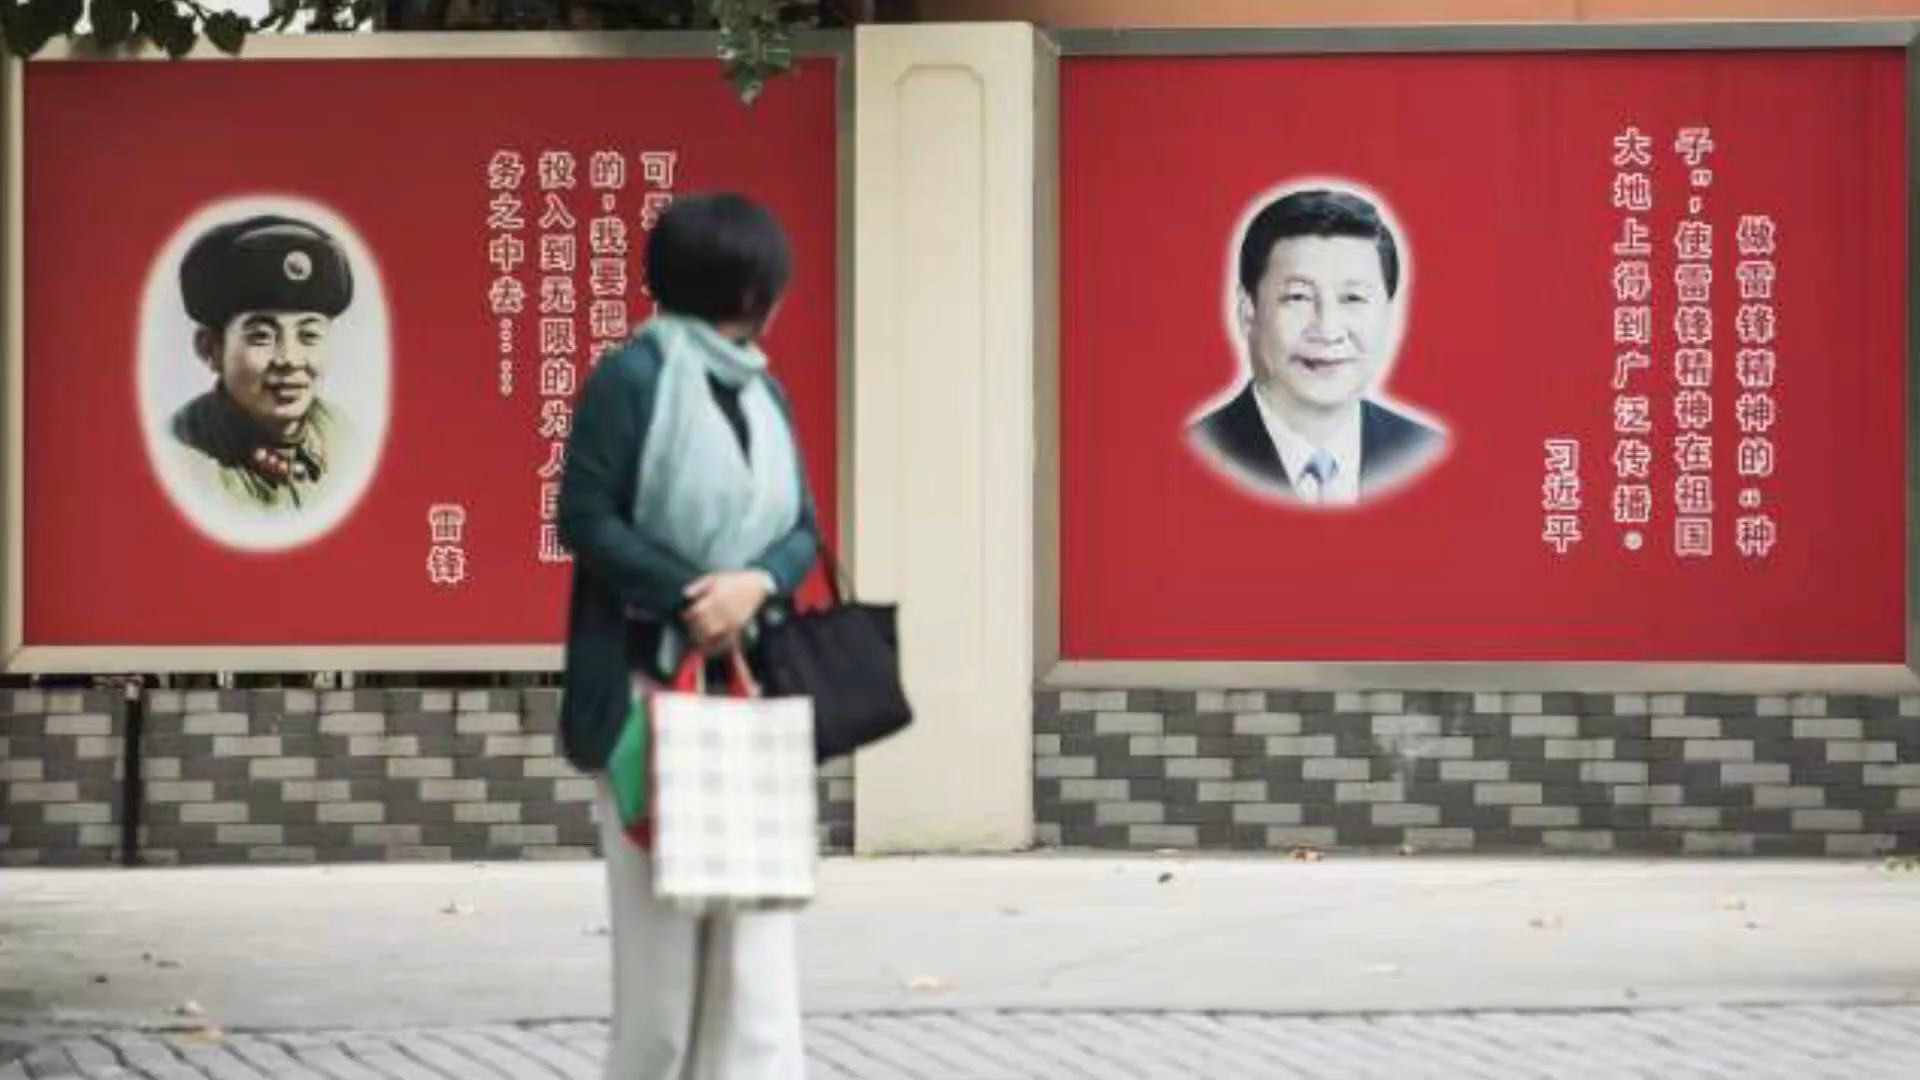 可
的，我要把
投入到无限的为人
务之中去……
雷锋
做雷锋精神的“种
子”，使雷锋精神在祖国
大地上得到广泛传播。
习近平